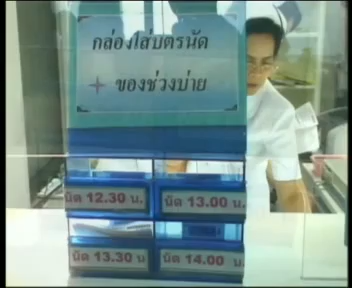 กล่องใส่บัตรนัด
ของช่วงบ่าย
นัด 12.30 น.
นัด 13.00 น.
นัด 13.30 น
นัด 14.00 น.